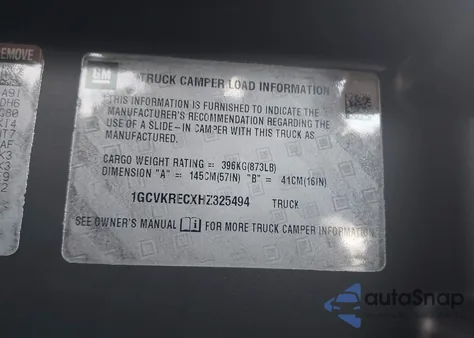 REMOVE
GM
TRUCK CAMPER LOAD INFORMATION
THIS INFORMATION IS FURNISHED TO INDICATE THE
MANUFACTURER'S RECOMMENDATION REGARDING THE
USE OF A SLIDE-IN CAMPER WITH THIS TRUCK AS
MANUFACTURED.
CARGO WEIGHT RATING = 396KG(873LB)
DIMENSION "A" = 145CM(57IN) "B" = 41CM(16IN)
1GCVKRECXHZ325494 TRUCK
SEE OWNER'S MANUAL i FOR MORE TRUCK CAMPER INFORMATION
autoSnap